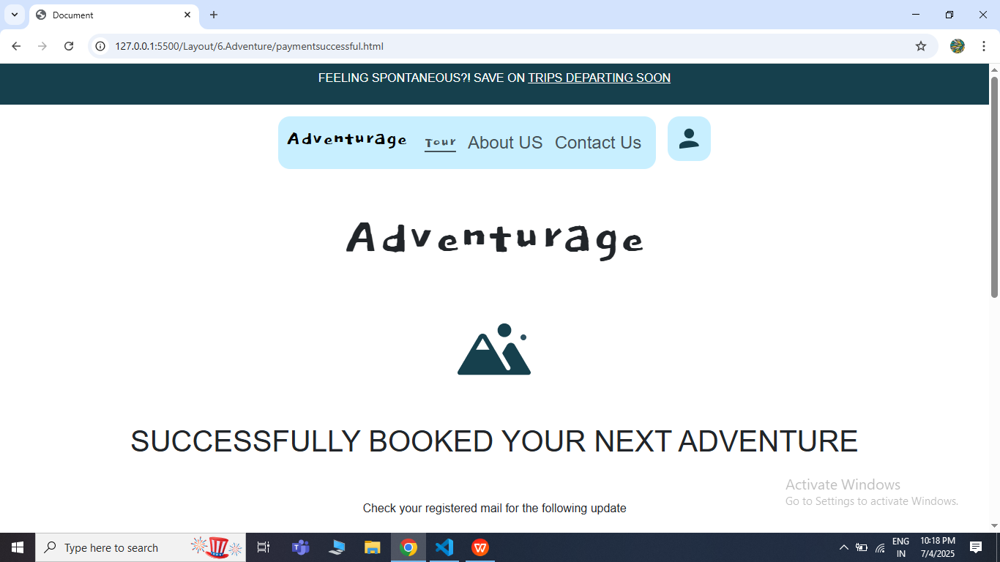 Document
127.0.0.1:5500/Layout/6.Adventure/paymentsuccessful.html
FEELING SPONTANEOUS?! SAVE ON TRIPS DEPARTING SOON
Adventurage Tour About US Contact Us
Adventurage
SUCCESSFULLY BOOKED YOUR NEXT ADVENTURE
Check your registered mail for the following update
Activate Windows
Go to Settings to activate Windows.
Type here to search
ENG
IN
10:18 PM
7/4/2025